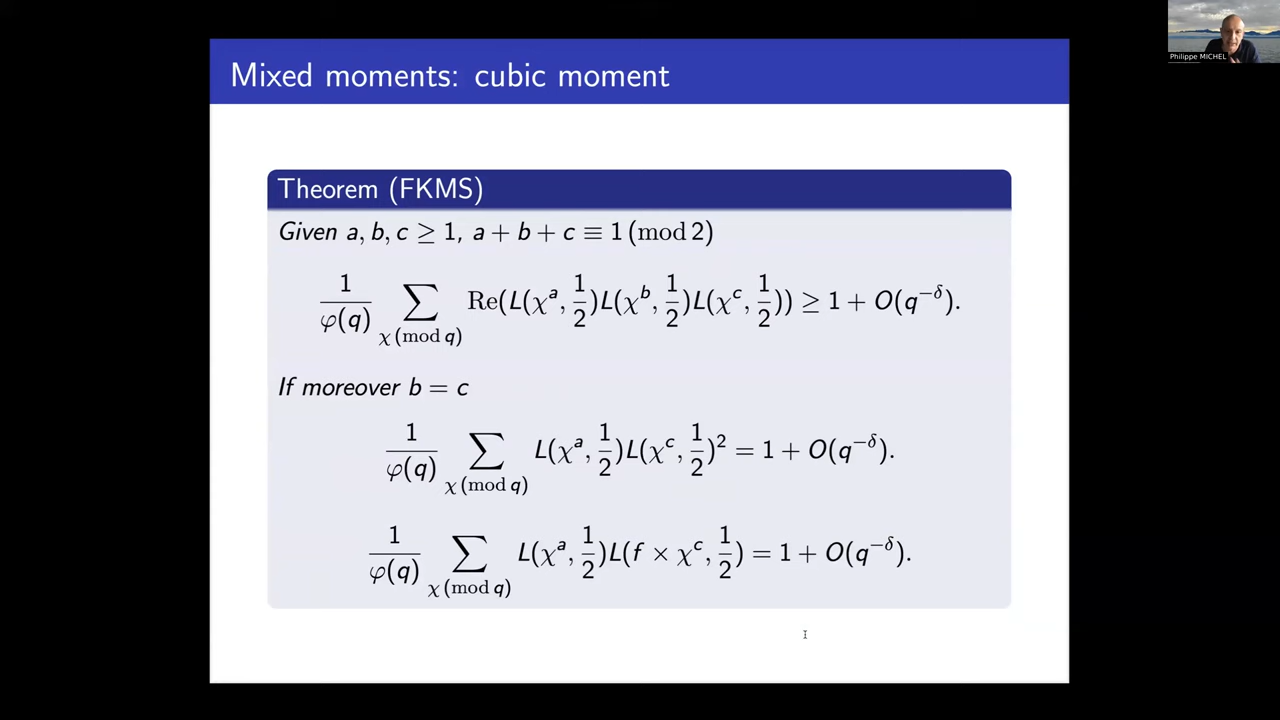 Mixed moments: cubic moment
Philippe MICHEL
Theorem (FKMS)
Given a, b, c ≥ 1, a + b + c ≡ 1 (mod 2)
1/φ(q) ∑_{χ (mod q)} Re(L(χ^a, 1/2)L(χ^b, 1/2)L(χ^c, 1/2)) ≥ 1 + O(q^{−δ}).
If moreover b = c
1/φ(q) ∑_{χ (mod q)} L(χ^a, 1/2)L(χ^c, 1/2)^2 = 1 + O(q^{−δ}).
1/φ(q) ∑_{χ (mod q)} L(χ^a, 1/2)L(f × χ^c, 1/2) = 1 + O(q^{−δ}).